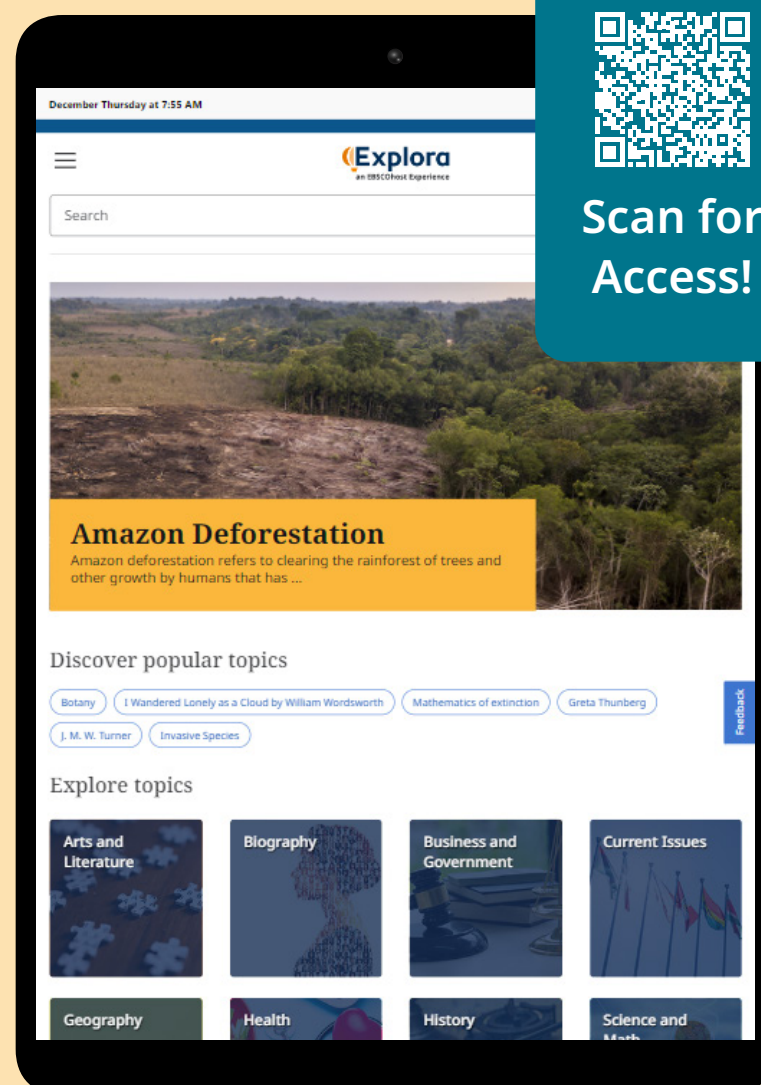 December Thursday at 7:55 AM
Explora
an EBSCOhost Experience
Search
Scan for
Access!
Amazon Deforestation
Amazon deforestation refers to clearing the rainforest of trees and
other growth by humans that has ...
Discover popular topics
Botany
I Wandered Lonely as a Cloud by William Wordsworth
Mathematics of extinction
Greta Thunberg
J. M. W. Turner
Invasive Species
Feedback
Explore topics
Arts and
Literature
Biography
Business and
Government
Current Issues
Geography
Health
History
Science and
Math